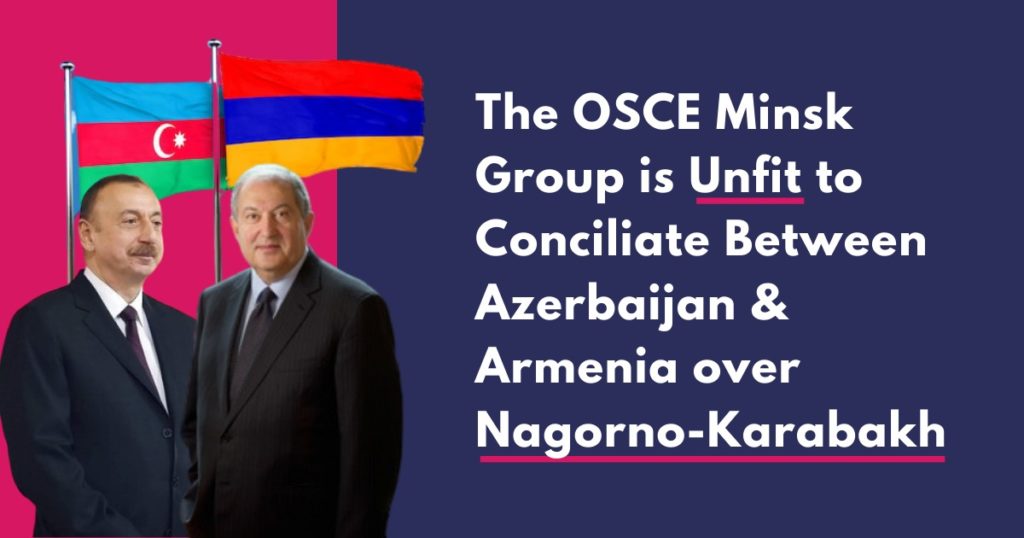 The OSCE Minsk
Group is Unfit to
Conciliate Between
Azerbaijan &
Armenia over
Nagorno-Karabakh